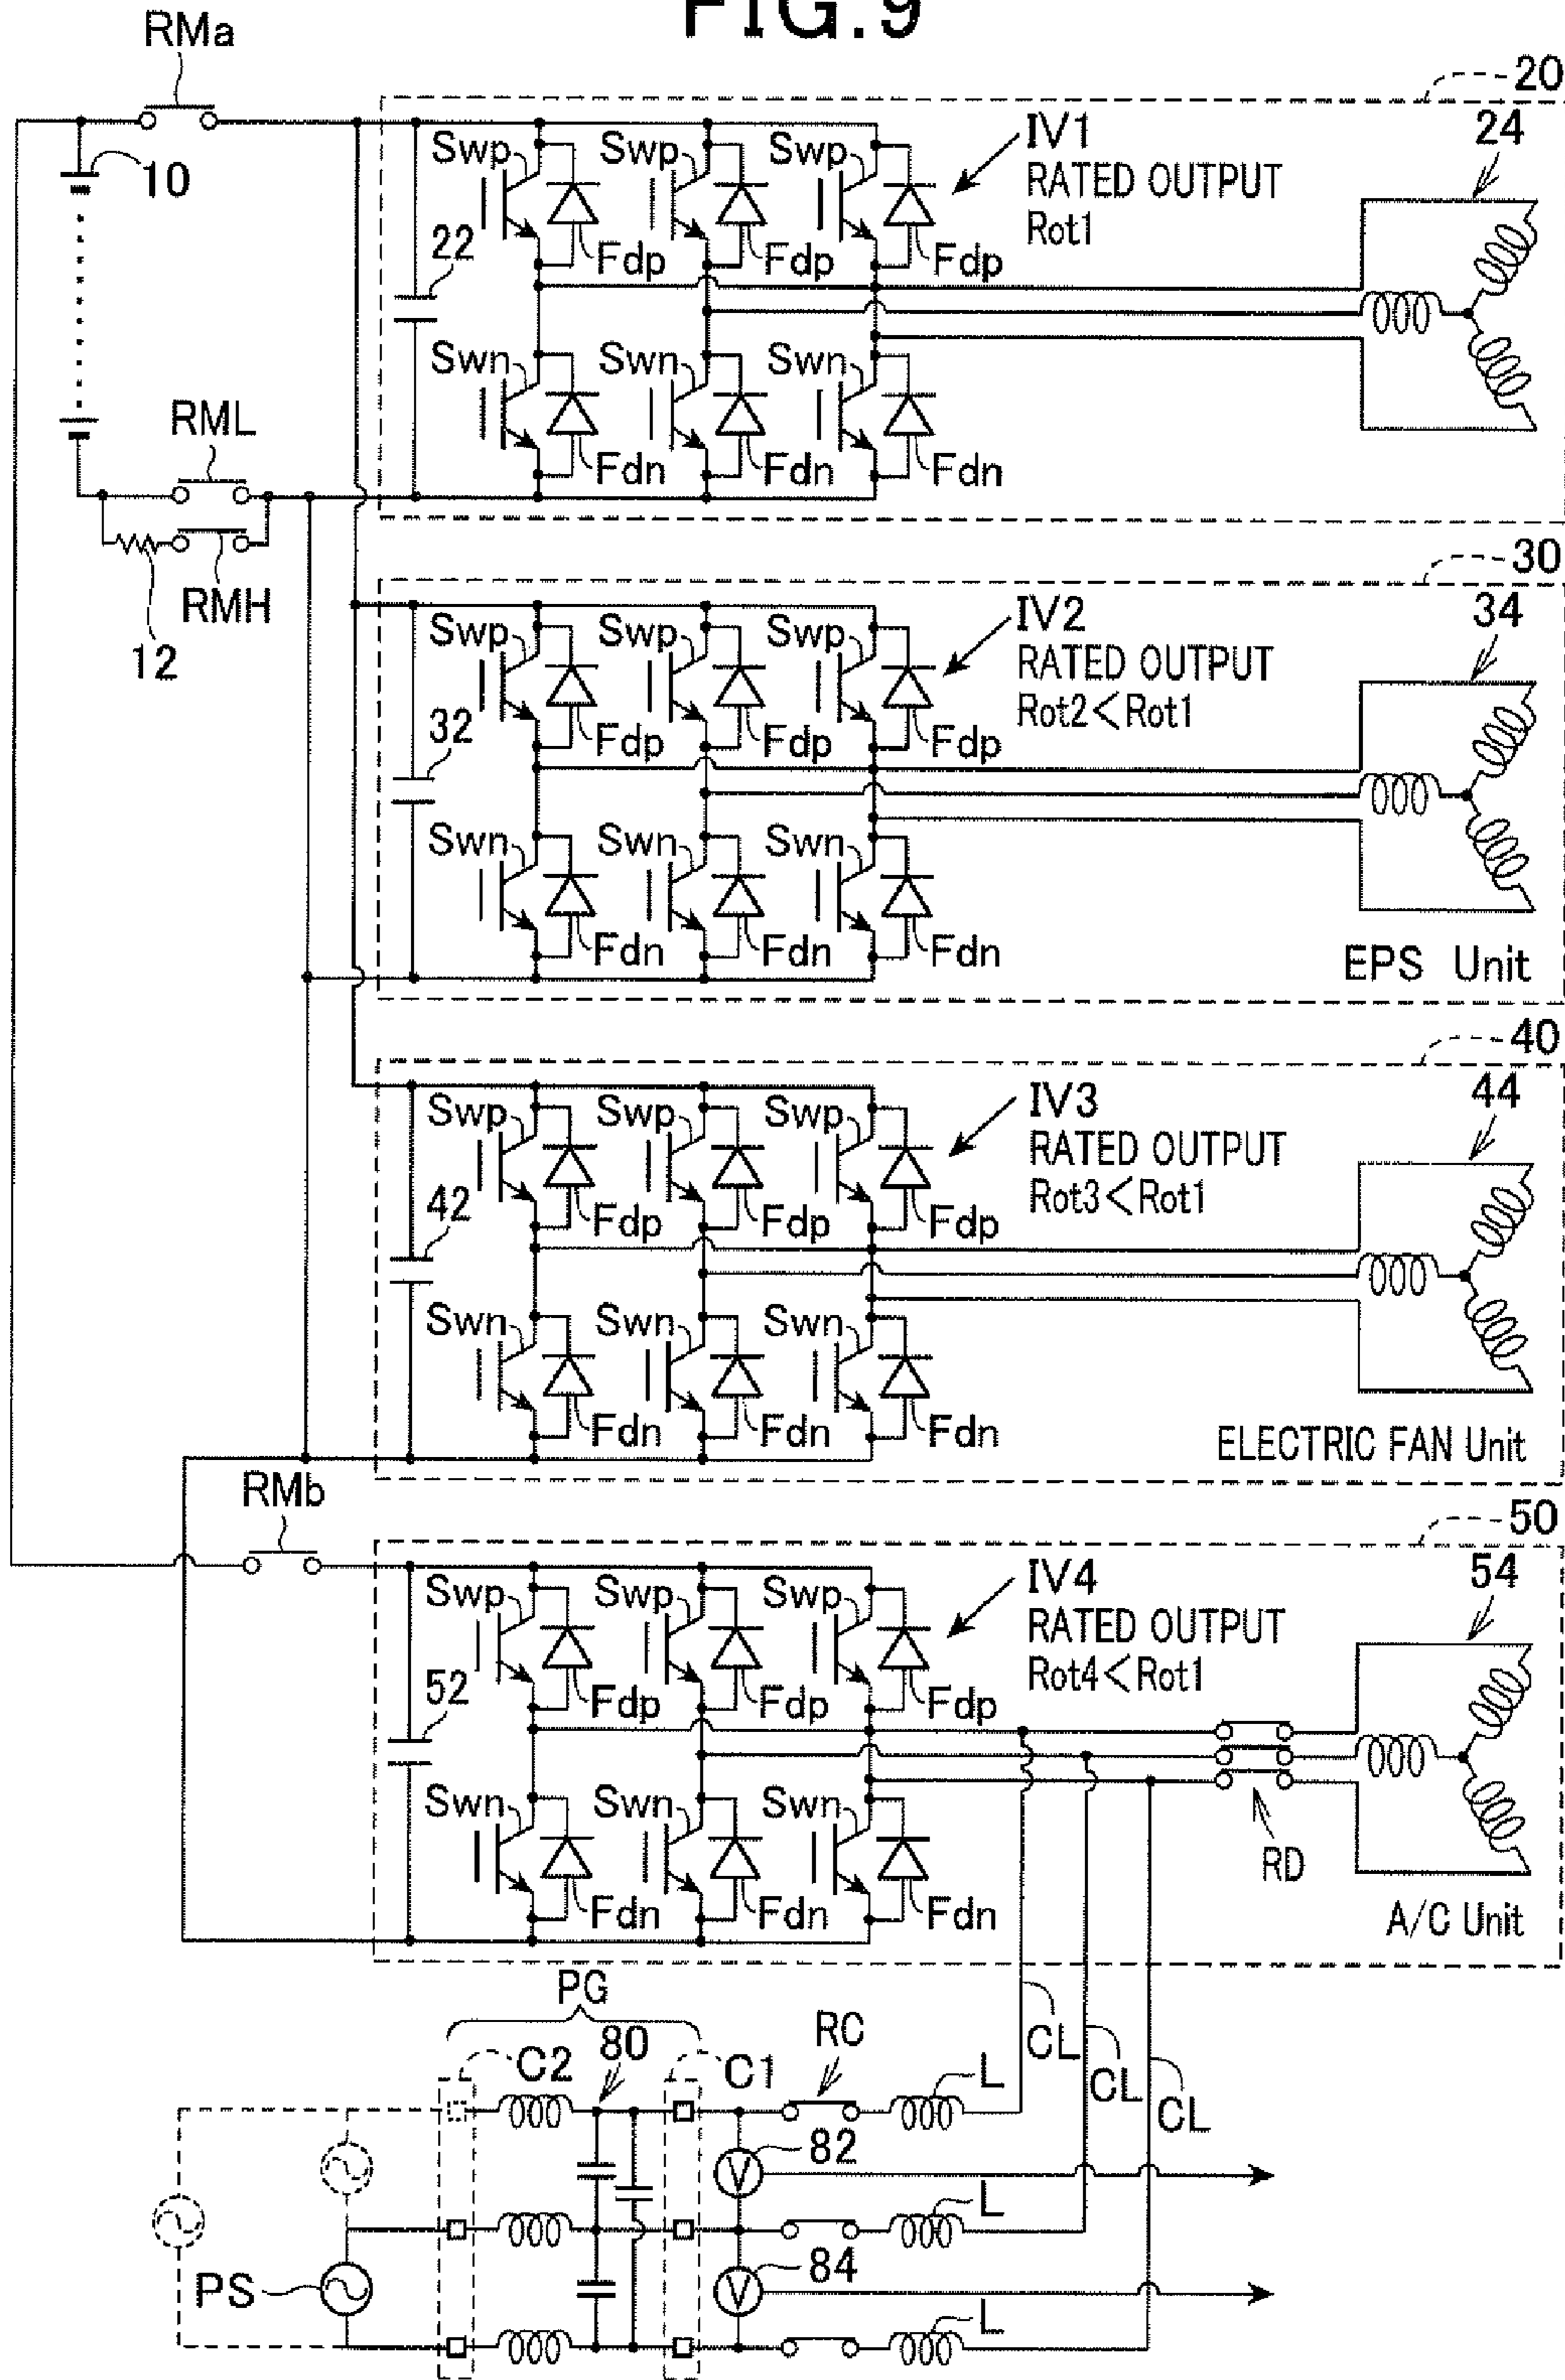 FIG.9
RMa
20
10
Swp
Swp
Swp
IV1
RATED OUTPUT
Rot1
24
22
Fdp
Fdp
Fdp
Swn
Swn
Swn
RML
Fdn
Fdn
Fdn
RMH
12
30
Swp
Swp
Swp
IV2
RATED OUTPUT
Rot2<Rot1
34
32
Fdp
Fdp
Fdp
Swn
Swn
Swn
Fdn
Fdn
Fdn
EPS Unit
40
Swp
Swp
Swp
IV3
RATED OUTPUT
Rot3<Rot1
44
42
Fdp
Fdp
Fdp
Swn
Swn
Swn
Fdn
Fdn
Fdn
ELECTRIC FAN Unit
RMb
50
Swp
Swp
Swp
IV4
RATED OUTPUT
Rot4<Rot1
54
52
Fdp
Fdp
Fdp
Swn
Swn
Swn
RD
Fdn
Fdn
Fdn
A/C Unit
PG
C2
80
C1
RC
L
CL
CL
CL
V
82
L
PS
V
84
L